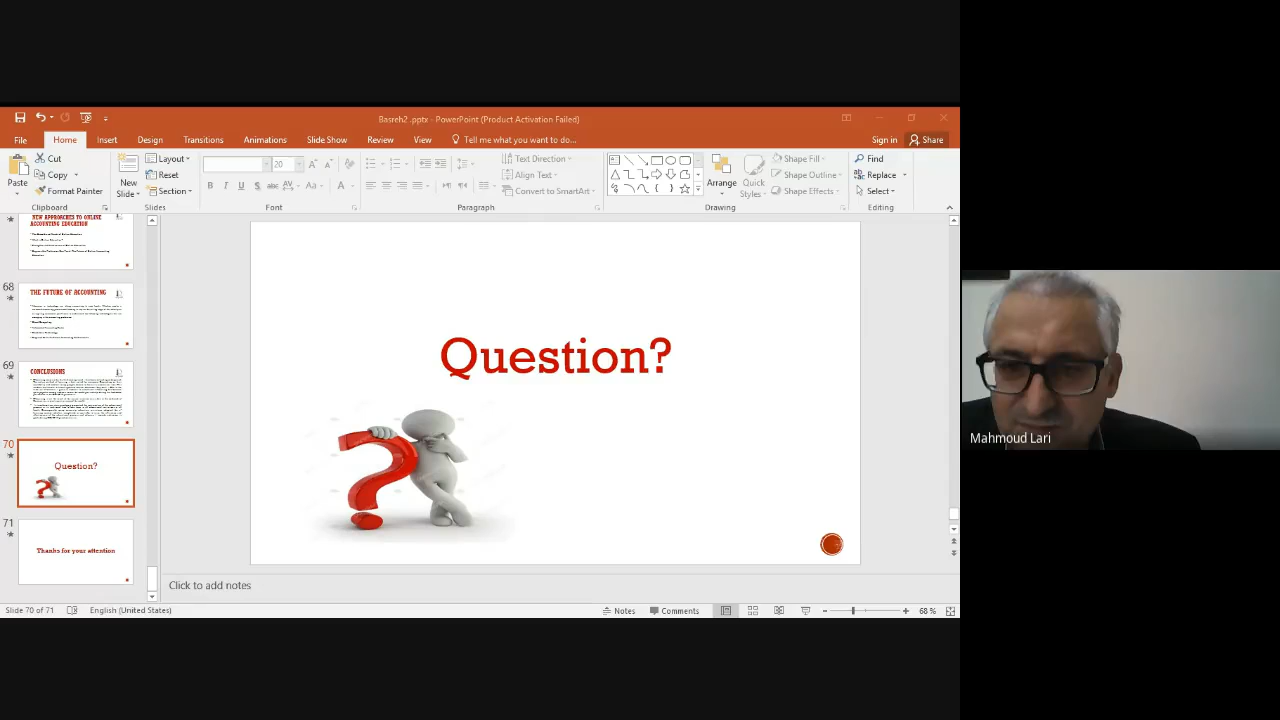 Basreh2 .pptx - PowerPoint (Product Activation Failed)
File Home Insert Design Transitions Animations Slide Show Review View Tell me what you want to do... Sign in Share
Paste
Cut
Copy
Format Painter
Clipboard
New Slide
Layout
Reset
Section
Slides
20
B I U S abc AV Aa A
Font
Text Direction
Align Text
Convert to SmartArt
Paragraph
Arrange
Quick Styles
Shape Fill
Shape Outline
Shape Effects
Drawing
Find
Replace
Select
Editing
NEW APPROACHES TO ONLINE
ACCOUNTING EDUCATION
68
THE FUTURE OF ACCOUNTING
69
CONCLUSIONS
70
Question?
71
Thanks for your attention
Question?
Click to add notes
Slide 70 of 71 English (United States) Notes Comments 68 %
Mahmoud Lari